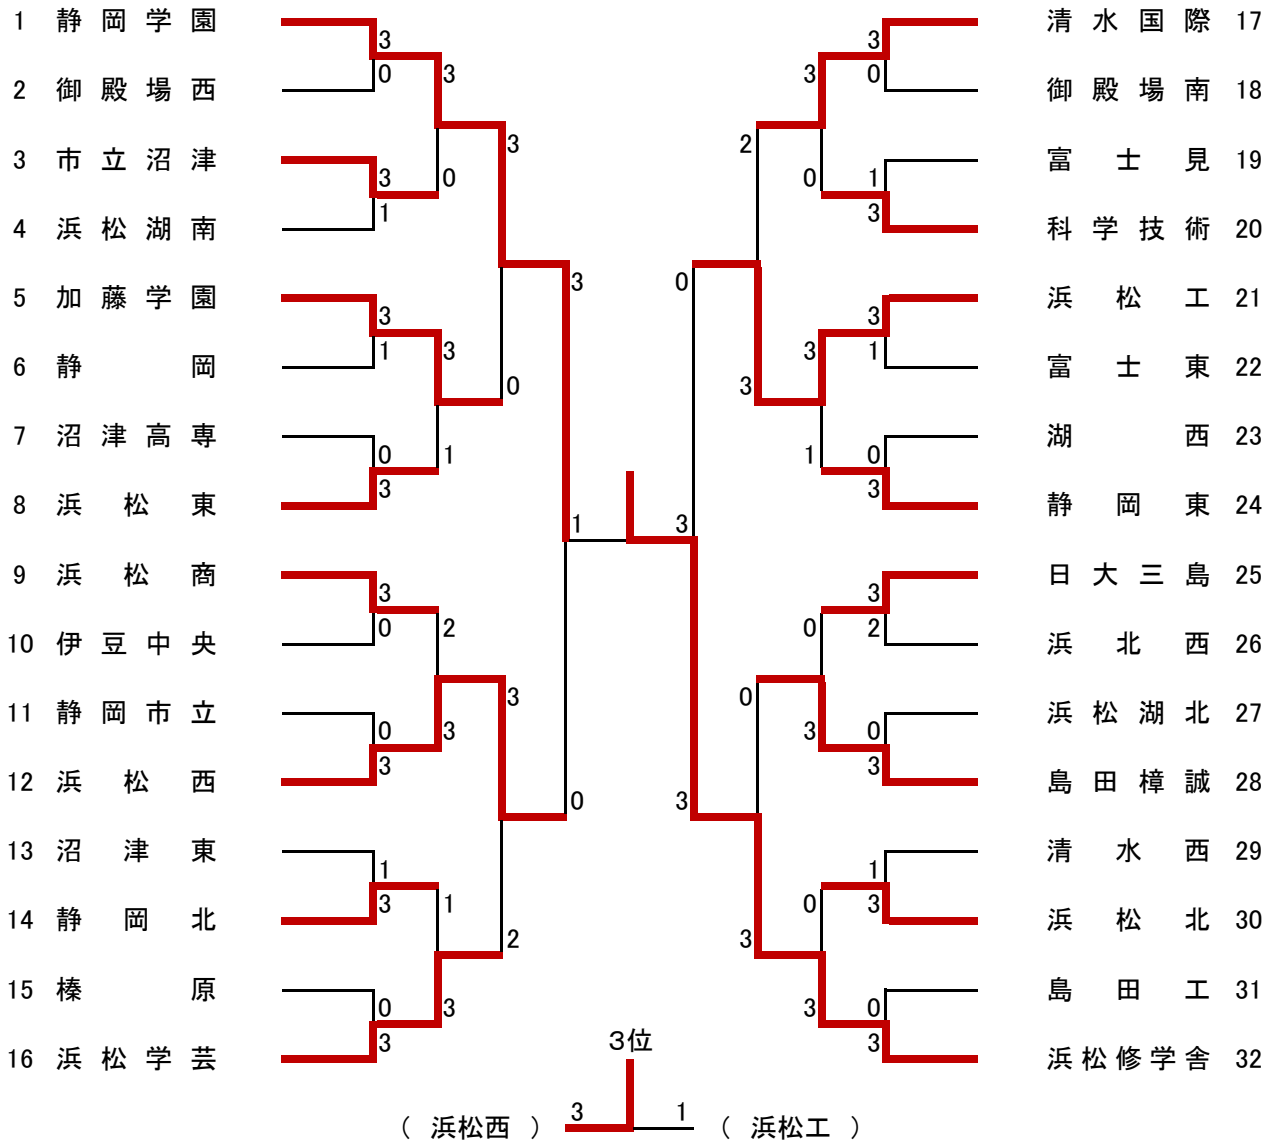 1 静岡学園 3 3 清水国際 17
0 3 3 0
2 御殿場西 御殿場南 18
3 2
3 市立沼津 3 0 0 1 富士見 19
1 3
4 浜松湖南 科学技術 20
3 0
5 加藤学園 3 3 浜松工 21
1 3 3 1
6 静岡 富士東 22
0 3
7 沼津高専 0 1 1 0 湖西 23
3 3
8 浜松東 静岡東 24
1 3
9 浜松商 3 3 日大三島 25
0 2 0 2
10 伊豆中央 浜北西 26
3 0
11 静岡市立 0 3 3 0 浜松湖北 27
3 3
12 浜松西 島田樟誠 28
0 3
13 沼津東 1 1 清水西 29
3 1 0 3
14 静岡北 浜松北 30
2 3
15 榛原 0 3 3 0 島田工 31
3 3
16 浜松学芸 浜松修学舎 32
3位
( 浜松西 ) 3 1 ( 浜松工 )